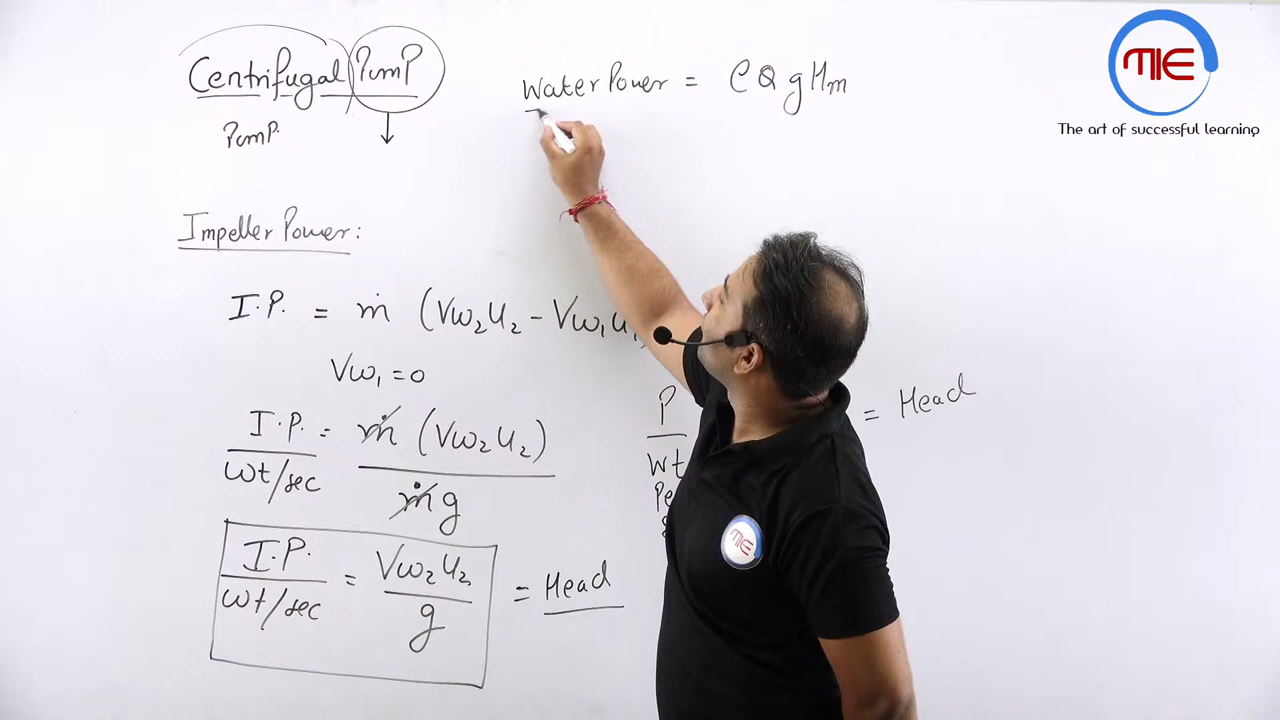 Centrifugal PumP
PumP.
Water Power = ρQgHm
Impeller Power:
I.P. = ṁ (Vw₂U₂ - Vw₁U₁
Vw₁ = 0
I.P. / wt/sec = ṁ (Vw₂U₂) / ṁg
I.P. / wt/sec = Vw₂U₂ / g = Head
P / wt
= Head
MIE
The art of successful learning
MIE